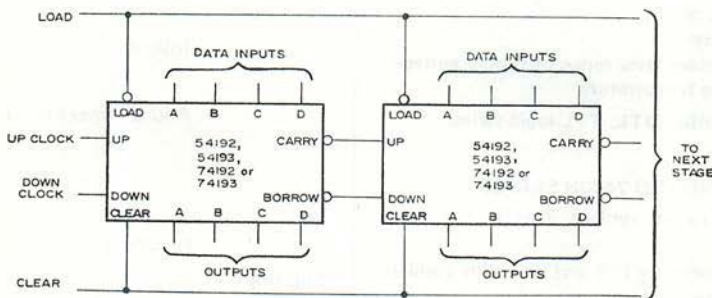 LOAD
DATA INPUTS
DATA INPUTS
LOAD A B C D
LOAD A B C D
UP CLOCK
UP
54192,
54193,
74192 or
74193
CARRY
UP
54192,
54193,
74192 or
74193
CARRY
TO
NEXT
STAGE
DOWN
CLOCK
DOWN
BORROW
DOWN
BORROW
CLEAR A B C D
CLEAR A B C D
OUTPUTS
OUTPUTS
CLEAR